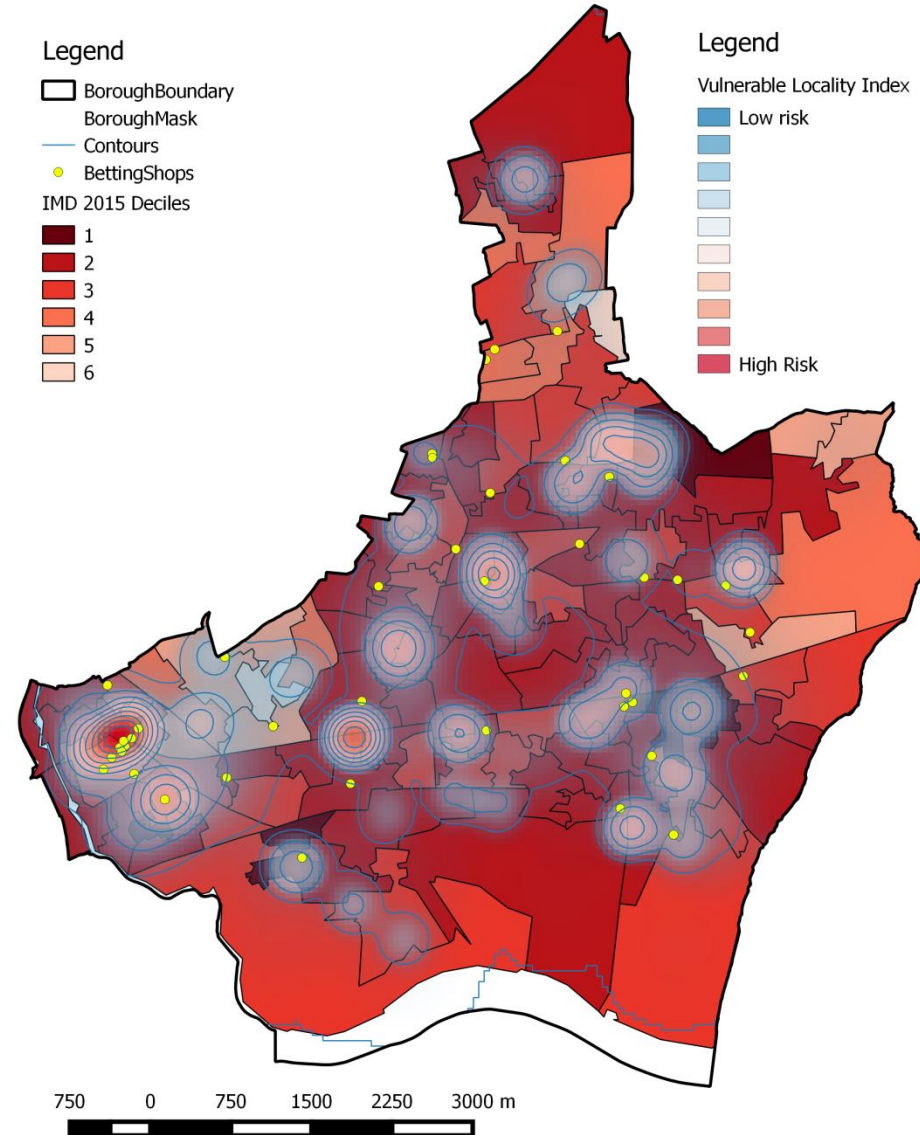 Legend
BoroughBoundary
BoroughMask
Contours
BettingShops
IMD 2015 Deciles
1
2
3
4
5
6
Legend
Vulnerable Locality Index
Low risk
High Risk
750 0 750 1500 2250 3000 m